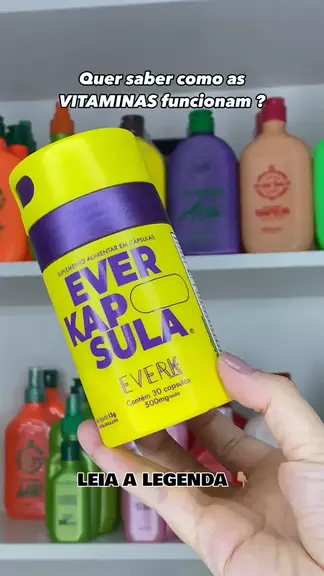 Quer saber como as
VITAMINAS funcionam ?
SUPLEMENTO ALIMENTAR EM CÁPSULAS
EVER
KAP
SULA®
EVERK
Contém 30 cápsulas
500mg
LEIA A LEGENDA